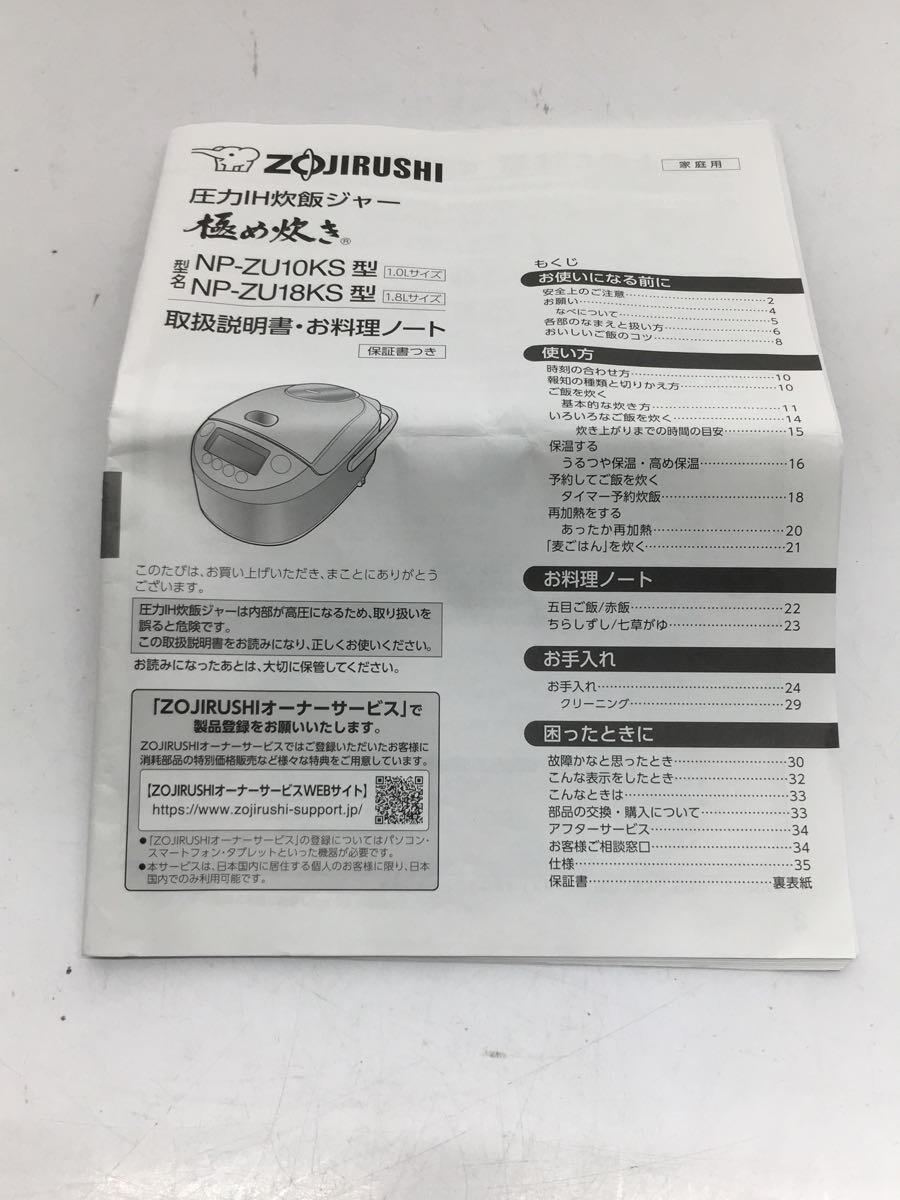 ZOJIRUSHI
家庭用
圧力IH炊飯ジャー
極め炊き®
型名
NP-ZU10KS 型 1.0Lサイズ
NP-ZU18KS 型 1.8Lサイズ
取扱説明書・お料理ノート
保証書つき
このたびは、お買い上げいただき、まことにありがとう
ございます。
圧力IH炊飯ジャーは内部が高圧になるため、取り扱いを
誤ると危険です。
この取扱説明書をお読みになり、正しくお使いください。
お読みになったあとは、大切に保管してください。
「ZOJIRUSHIオーナーサービス」で
製品登録をお願いいたします。
ZOJIRUSHIオーナーサービスではご登録いただいたお客様に
消耗部品の特別価格販売など様々な特典をご用意しています。
【ZOJIRUSHIオーナーサービスWEBサイト】
https://www.zojirushi-support.jp/
●「ZOJIRUSHIオーナーサービス」の登録についてはパソコン・
スマートフォン・タブレットといった機器が必要です。
●本サービスは、日本国内に居住する個人のお客様に限り、日本
国内でのみ利用可能です。
もくじ
お使いになる前に
安全上のご注意……2
お願い……4
なべについて……5
各部のなまえと扱い方……6
おいしいご飯のコツ……8
使い方
時刻の合わせ方……10
報知の種類と切りかえ方……10
ご飯を炊く
基本的な炊き方……11
いろいろなご飯を炊く……14
炊き上がりまでの時間の目安……15
保温する
うるつや保温・高め保温……16
予約してご飯を炊く
タイマー予約炊飯……18
再加熱をする
あったか再加熱……20
「麦ごはん」を炊く……21
お料理ノート
五目ご飯/赤飯……22
ちらしずし/七草がゆ……23
お手入れ
お手入れ……24
クリーニング……29
困ったときに
故障かなと思ったとき……30
こんな表示をしたとき……32
こんなときは……33
部品の交換・購入について……33
アフターサービス……34
お客様ご相談窓口……34
仕様……35
保証書……裏表紙